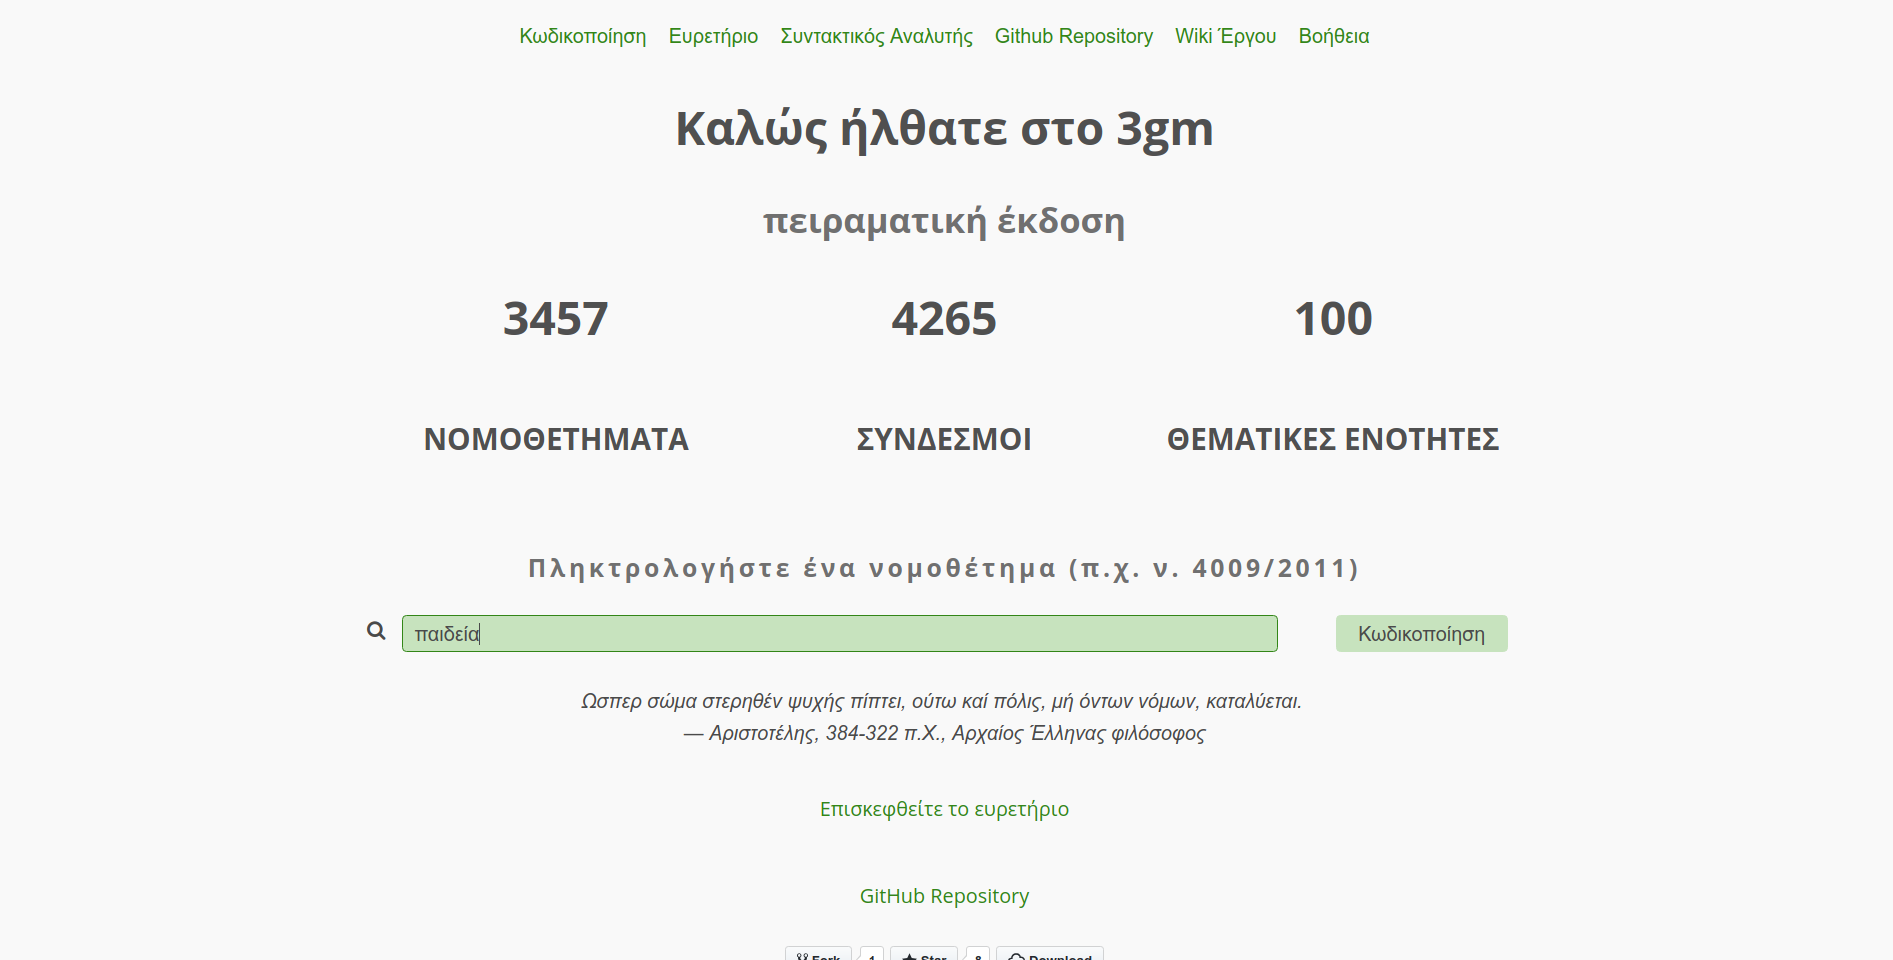 Κωδικοποίηση Ευρετήριο Συντακτικός Αναλυτής Github Repository Wiki Έργου Βοήθεια
Καλώς ήλθατε στο 3gm
πειραματική έκδοση
3457 4265 100
ΝΟΜΟΘΕΤΗΜΑΤΑ ΣΥΝΔΕΣΜΟΙ ΘΕΜΑΤΙΚΕΣ ΕΝΟΤΗΤΕΣ
Πληκτρολογήστε ένα νομοθέτημα (π.χ. ν. 4009/2011)
παιδεία Κωδικοποίηση
Ωσπερ σώμα στερηθέν ψυχής πίπτει, ούτω καί πόλις, μή όντων νόμων, καταλύεται.
— Αριστοτέλης, 384-322 π.Χ., Αρχαίος Έλληνας φιλόσοφος
Επισκεφθείτε το ευρετήριο
GitHub Repository
Fork 1 Star 8 Download